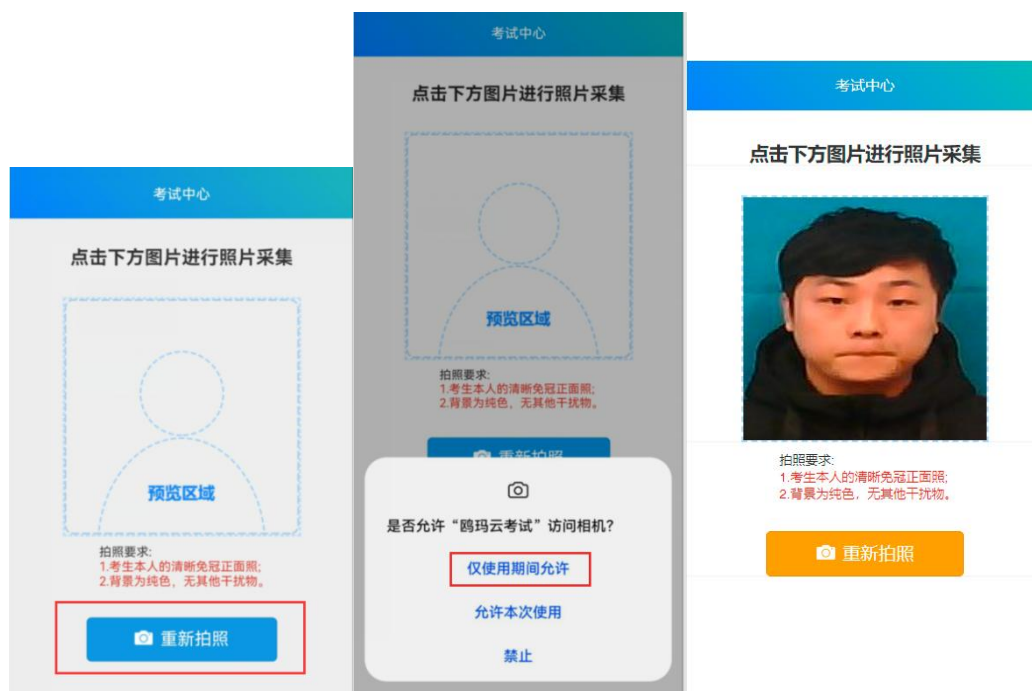 考试中心
点击下方图片进行照片采集
预览区域
拍照要求:
1.考生本人的清晰免冠正面照;
2.背景为纯色，无其他干扰物。
重新拍照
考试中心
点击下方图片进行照片采集
预览区域
拍照要求:
1.考生本人的清晰免冠正面照;
2.背景为纯色，无其他干扰物。
重新拍照
是否允许“鸥玛云考试”访问相机？
仅使用期间允许
允许本次使用
禁止
考试中心
点击下方图片进行照片采集
拍照要求:
1.考生本人的清晰免冠正面照;
2.背景为纯色，无其他干扰物。
重新拍照